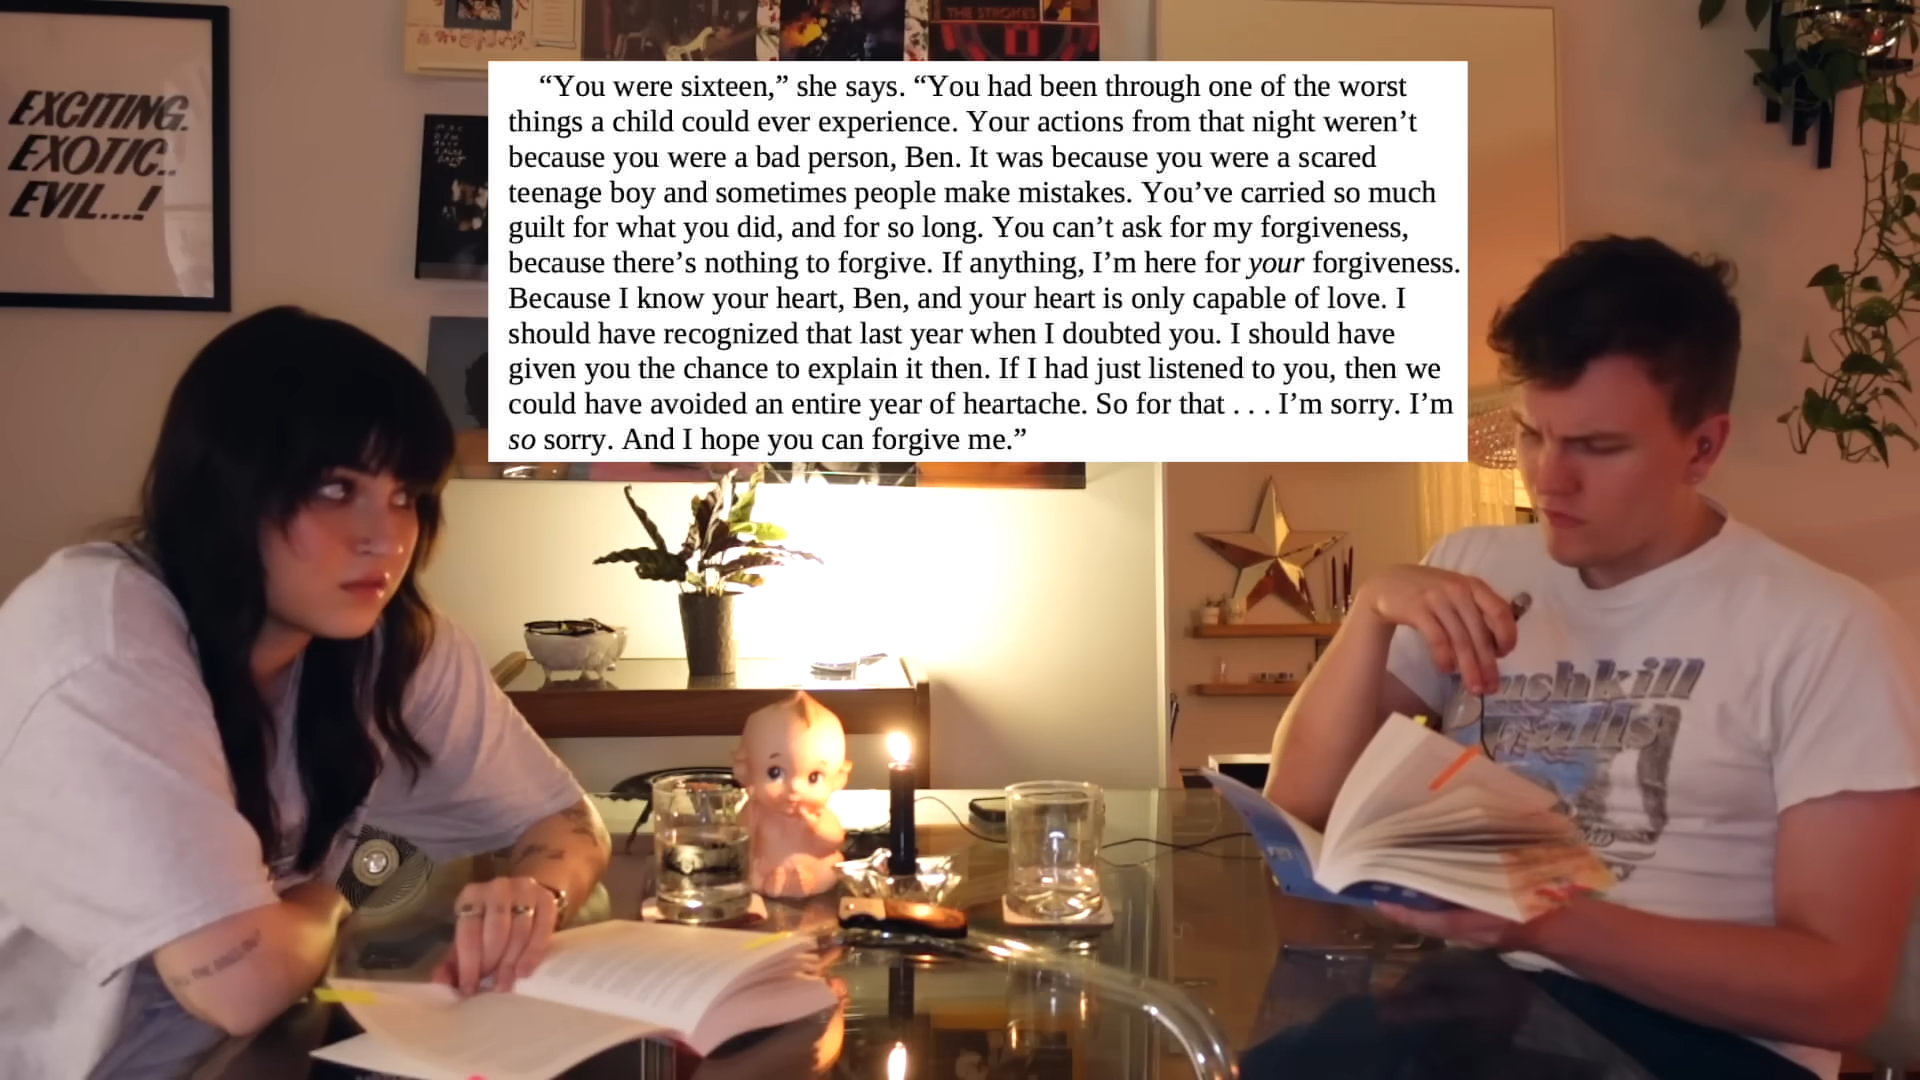 THE STROKES
EXCITING.
EXOTIC..
EVIL...!
“You were sixteen,” she says. “You had been through one of the worst
things a child could ever experience. Your actions from that night weren’t
because you were a bad person, Ben. It was because you were a scared
teenage boy and sometimes people make mistakes. You’ve carried so much
guilt for what you did, and for so long. You can’t ask for my forgiveness,
because there’s nothing to forgive. If anything, I’m here for your forgiveness.
Because I know your heart, Ben, and your heart is only capable of love. I
should have recognized that last year when I doubted you. I should have
given you the chance to explain it then. If I had just listened to you, then we
could have avoided an entire year of heartache. So for that . . . I’m sorry. I’m
so sorry. And I hope you can forgive me.”